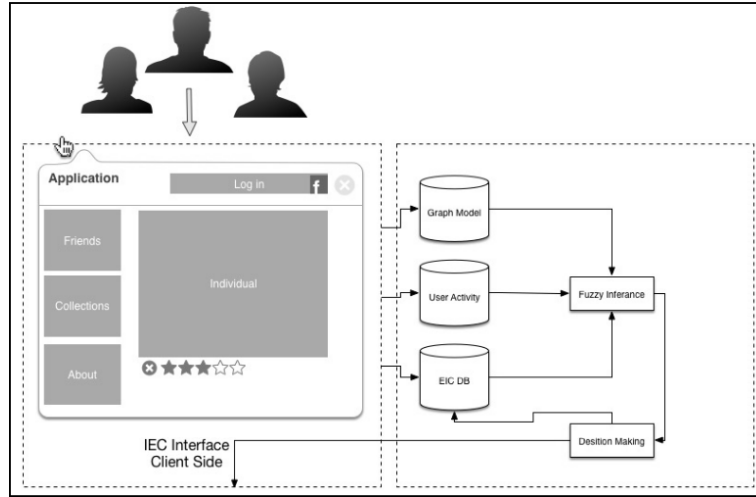 Application
Log in
f
Friends
Individual
Collections
About
IEC Interface
Client Side
Graph Model
User Activity
Fuzzy Inferance
EIC DB
Desition Making